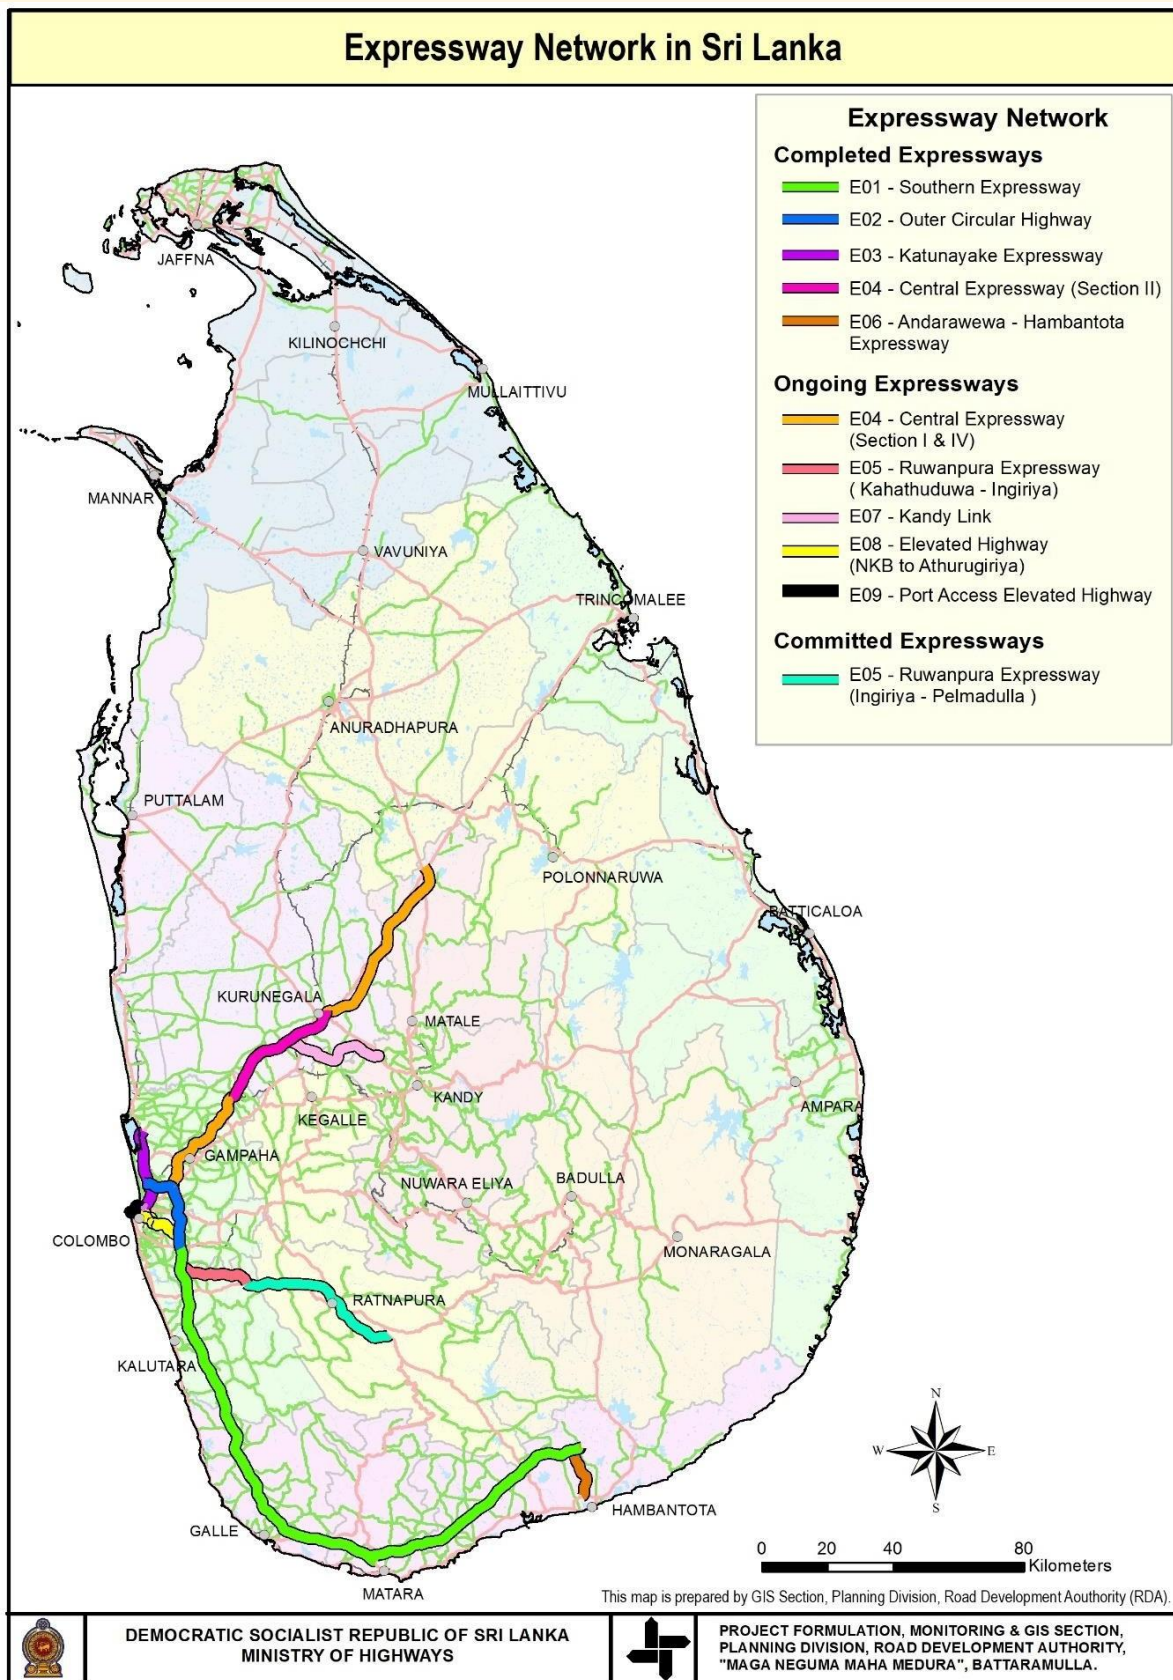 Expressway Network in Sri Lanka
Expressway Network
Completed Expressways
E01 - Southern Expressway
E02 - Outer Circular Highway
E03 - Katunayake Expressway
E04 - Central Expressway (Section II)
E06 - Andarawewa - Hambantota
Expressway
Ongoing Expressways
E04 - Central Expressway
(Section I & IV)
E05 - Ruwanpura Expressway
( Kahathuduwa - Ingiriya)
E07 - Kandy Link
E08 - Elevated Highway
(NKB to Athurugiriya)
E09 - Port Access Elevated Highway
Committed Expressways
E05 - Ruwanpura Expressway
(Ingiriya - Pelmadulla )
JAFFNA
KILINOCHCHI
MULLAITTIVU
MANNAR
VAVUNIYA
TRINCOMALEE
ANURADHAPURA
PUTTALAM
POLONNARUWA
BATTICALOA
KURUNEGALA
MATALE
KANDY
AMPARA
KEGALLE
GAMPAHA
NUWARA ELIYA
BADULLA
COLOMBO
MONARAGALA
RATNAPURA
KALUTARA
HAMBANTOTA
GALLE
MATARA
N
W
E
S
0 20 40 80
Kilometers
This map is prepared by GIS Section, Planning Division, Road Development Aouthority (RDA).
DEMOCRATIC SOCIALIST REPUBLIC OF SRI LANKA
MINISTRY OF HIGHWAYS
PROJECT FORMULATION, MONITORING & GIS SECTION,
PLANNING DIVISION, ROAD DEVELOPMENT AUTHORITY,
"MAGA NEGUMA MAHA MEDURA", BATTARAMULLA.